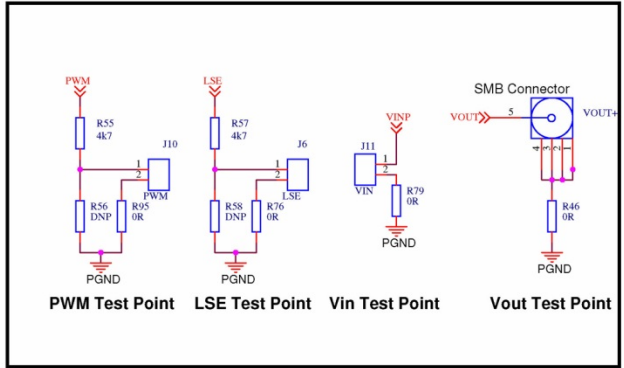 PWM
R55
4k7
J10
1
2
PWM
R56
DNP
R95
0R
PGND
PWM Test Point
LSE
R57
4k7
J6
1
2
LSE
R58
DNP
R76
0R
PGND
LSE Test Point
VINP
J11
1
2
VIN
R79
0R
PGND
Vin Test Point
SMB Connector
VOUT
5
VOUT+
4
3
2
1
R46
0R
PGND
Vout Test Point